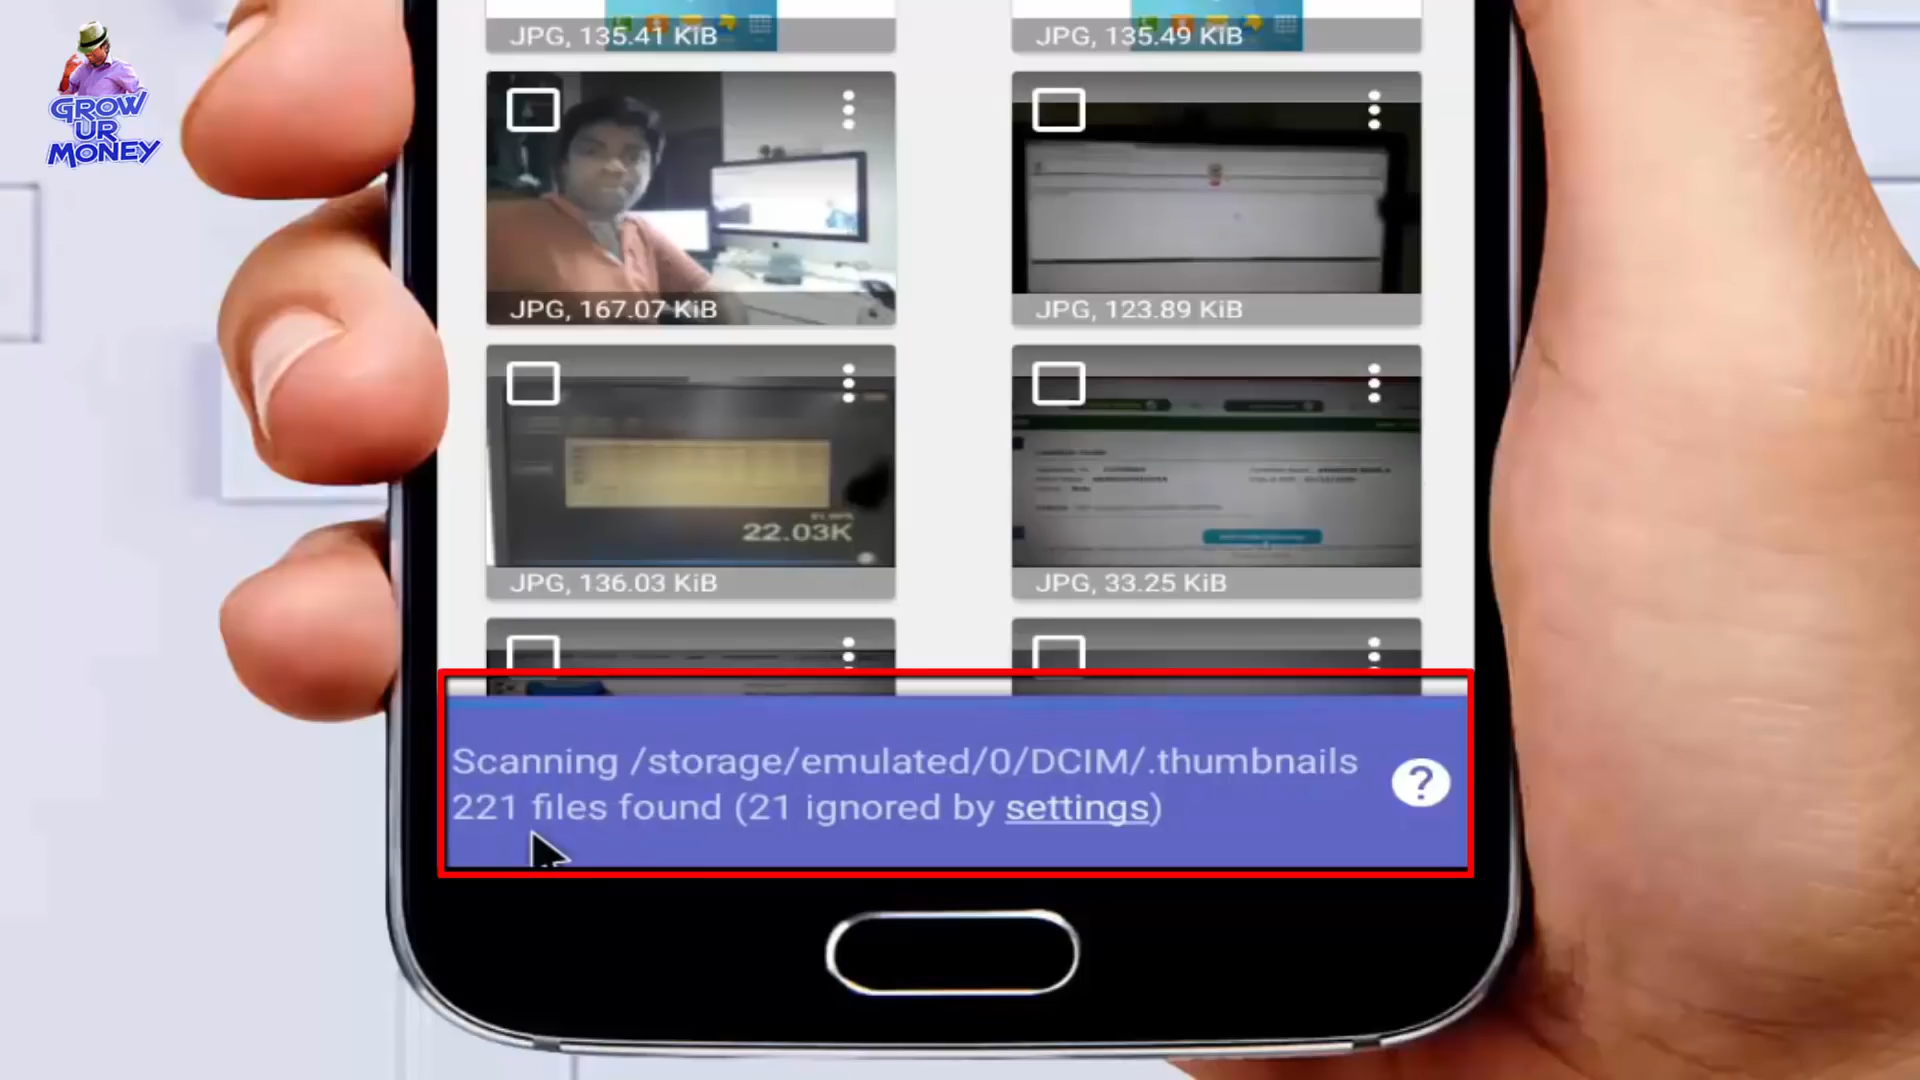 GROW
UR
MONEY
JPG, 135.41 KiB
JPG, 135.49 KiB
JPG, 167.07 KiB
JPG, 123.89 KiB
22.03K
JPG, 136.03 KiB
JPG, 33.25 KiB
Scanning /storage/emulated/0/DCIM/.thumbnails
221 files found (21 ignored by settings)
?